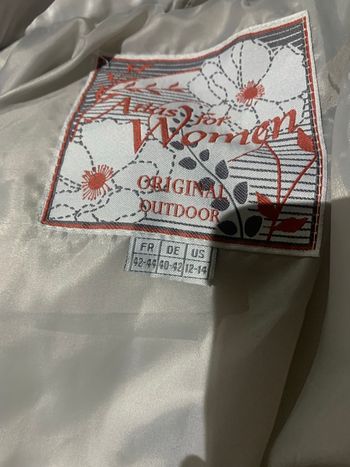 for
Women
ORIGINAL
OUTDOOR
FR DE US
42-44 40-42 12-14